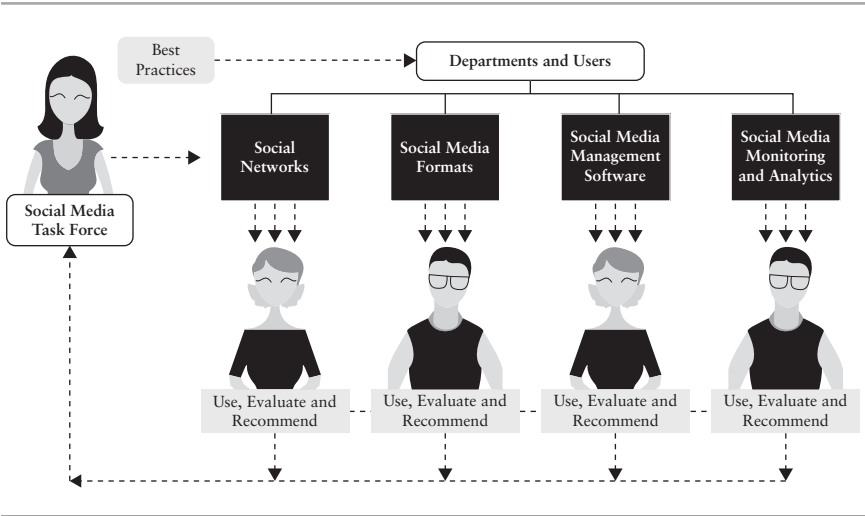 Best
Practices
Departments and Users
Social
Networks
Social Media
Formats
Social Media
Management
Software
Social Media
Monitoring
and Analytics
Social Media
Task Force
Use, Evaluate and
Recommend
Use, Evaluate and
Recommend
Use, Evaluate and
Recommend
Use, Evaluate and
Recommend